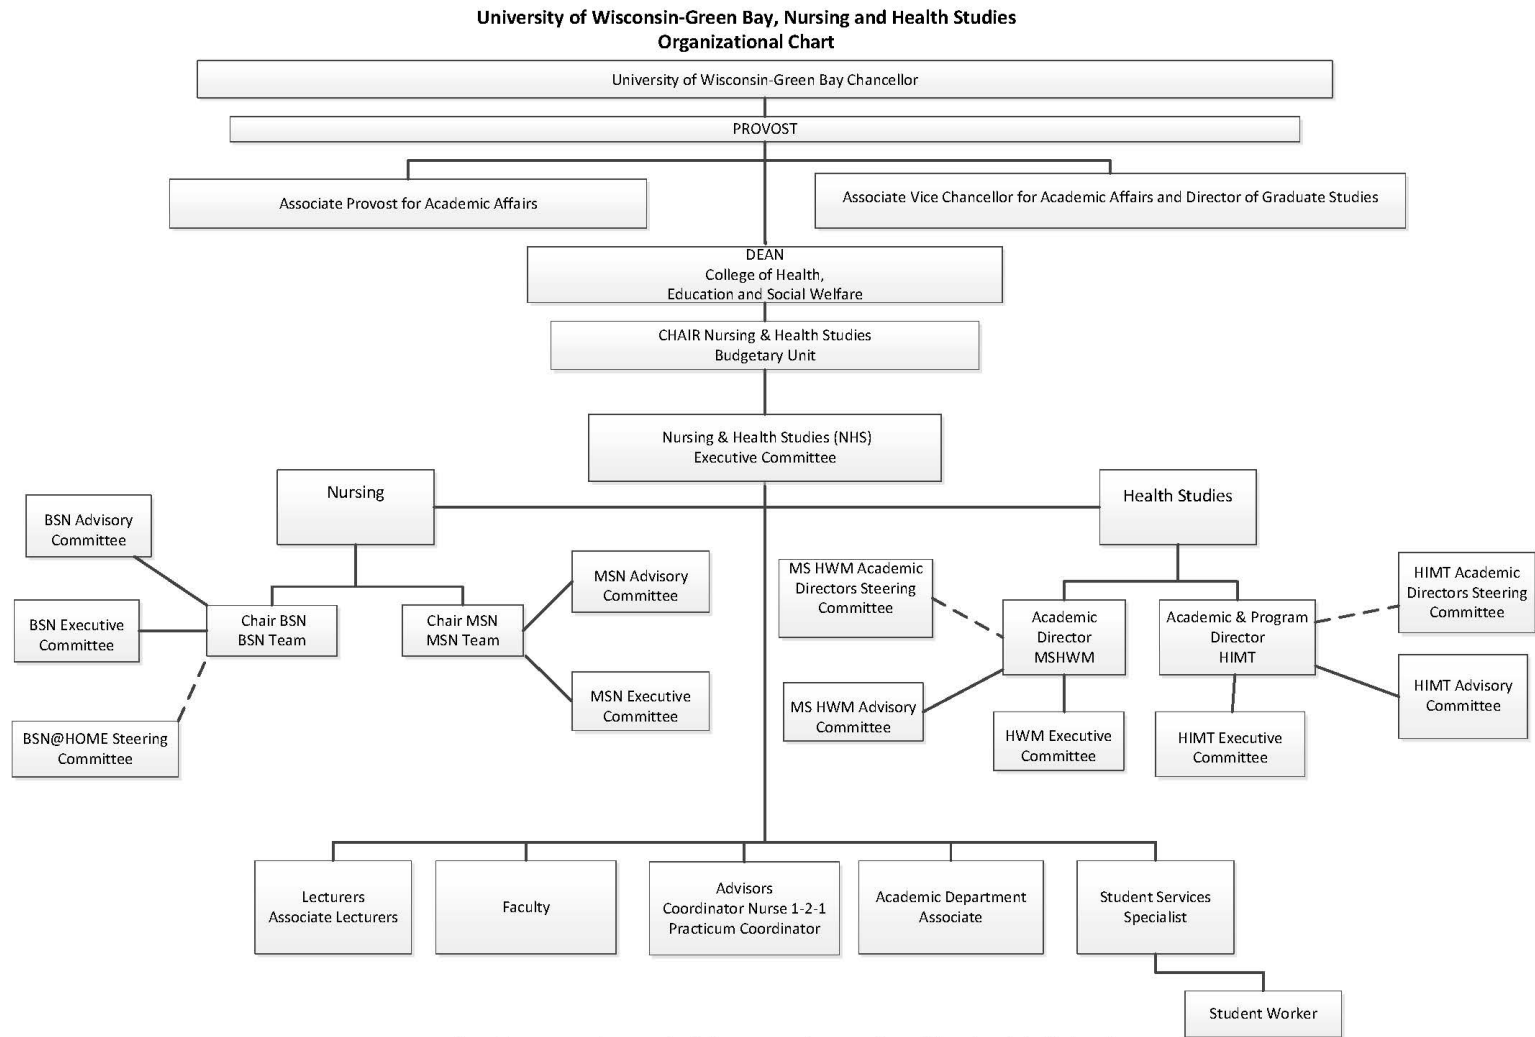 University of Wisconsin-Green Bay, Nursing and Health Studies
Organizational Chart
University of Wisconsin-Green Bay Chancellor
PROVOST
Associate Provost for Academic Affairs
Associate Vice Chancellor for Academic Affairs and Director of Graduate Studies
DEAN
College of Health,
Education and Social Welfare
CHAIR Nursing & Health Studies
Budgetary Unit
Nursing & Health Studies (NHS)
Executive Committee
Nursing
Health Studies
BSN Advisory
Committee
BSN Executive
Committee
BSN@HOME Steering
Committee
Chair BSN
BSN Team
Chair MSN
MSN Team
MSN Advisory
Committee
MSN Executive
Committee
MS HWM Academic
Directors Steering
Committee
MS HWM Advisory
Committee
Academic
Director
MSHWM
HWM Executive
Committee
Academic & Program
Director
HIMT
HIMT Executive
Committee
HIMT Academic
Directors Steering
Committee
HIMT Advisory
Committee
Lecturers
Associate Lecturers
Faculty
Advisors
Coordinator Nurse 1-2-1
Practicum Coordinator
Academic Department
Associate
Student Services
Specialist
Student Worker